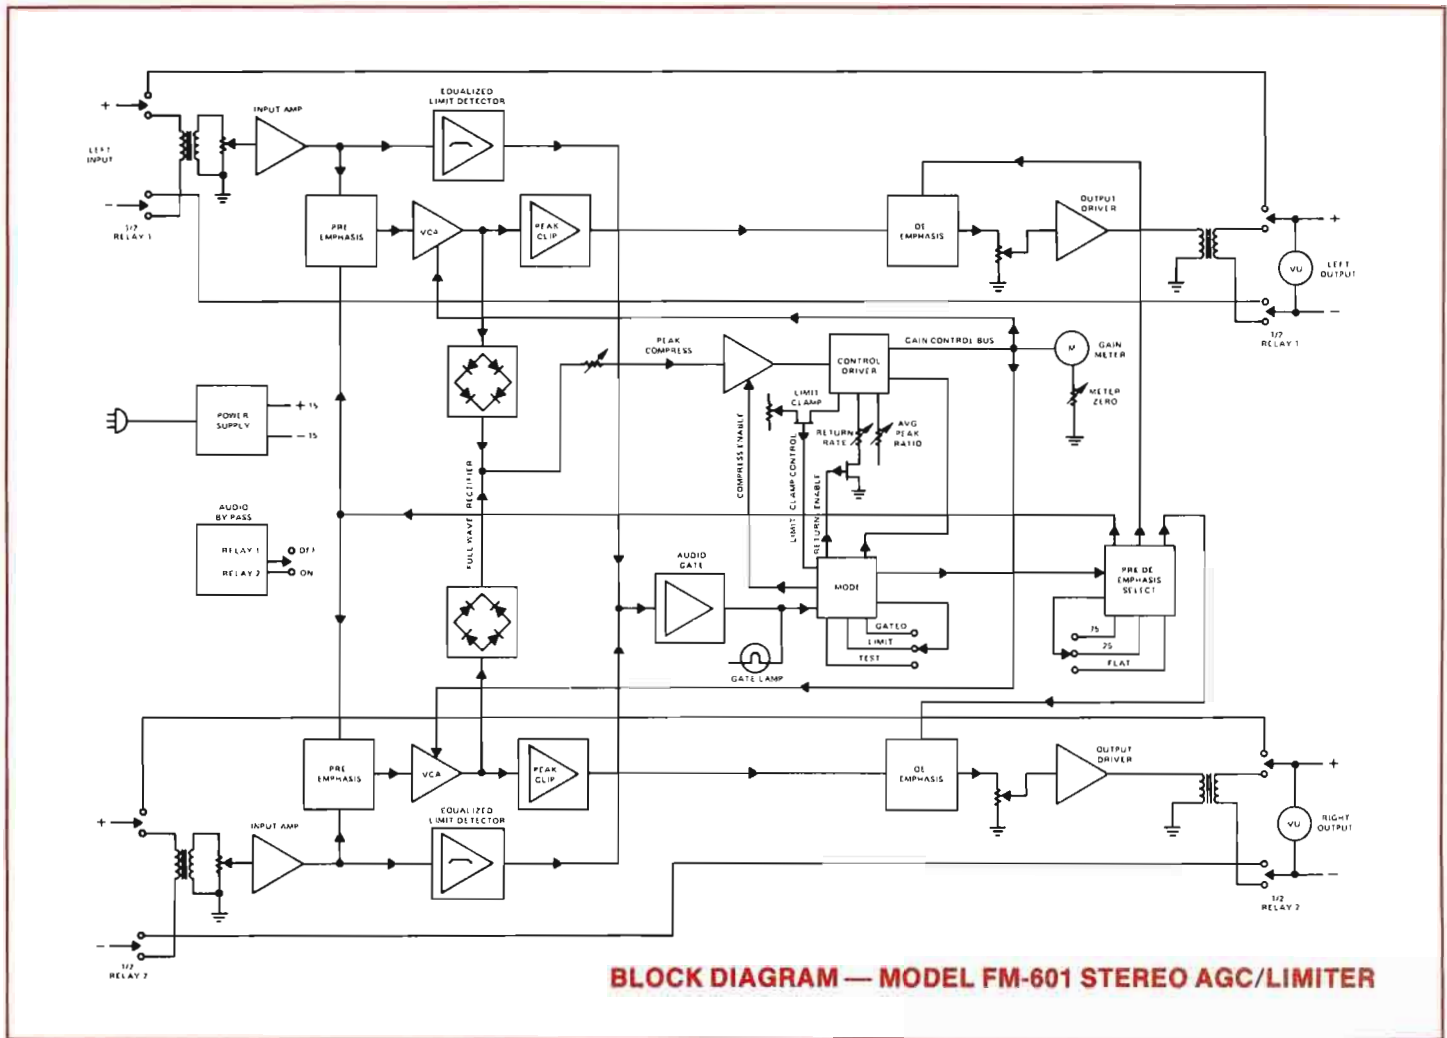 EQUALIZED
LIMIT DETECTOR
INPUT AMP
+
LEFT
INPUT
−
1/2
RELAY 1
PRE
EMPHASIS
VCA
PEAK
CLIP
DE
EMPHASIS
OUTPUT
DRIVER
+
VU
LEFT
OUTPUT
−
1/2
RELAY 1
PEAK
COMPRESS
CONTROL
DRIVER
GAIN CONTROL BUS
M
GAIN
METER
METER
ZERO
LIMIT
CLAMP
RETURN
RATE
AVG
PEAK
RATIO
COMPRESS ENABLE
LIMIT CLAMP CONTROL
RETURN ENABLE
POWER
SUPPLY
+ 15
− 15
FULL WAVE RECTIFIER
AUDIO
BY PASS
RELAY 1
RELAY 2
OFF
ON
AUDIO
GATE
GATE LAMP
MODE
GATED
LIMIT
TEST
PRE DE
EMPHASIS
SELECT
75
25
FLAT
PRE
EMPHASIS
VCA
PEAK
CLIP
DE
EMPHASIS
OUTPUT
DRIVER
+
VU
RIGHT
OUTPUT
−
1/2
RELAY 2
EQUALIZED
LIMIT DETECTOR
INPUT AMP
+
−
1/2
RELAY 2
BLOCK DIAGRAM — MODEL FM-601 STEREO AGC/LIMITER